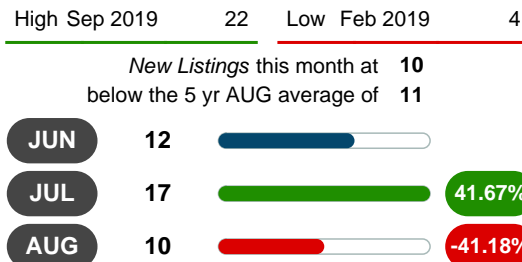 High Sep 2019 22 Low Feb 2019 4
New Listings this month at 10
below the 5 yr AUG average of 11
JUN 12
JUL 17 41.67%
AUG 10 -41.18%